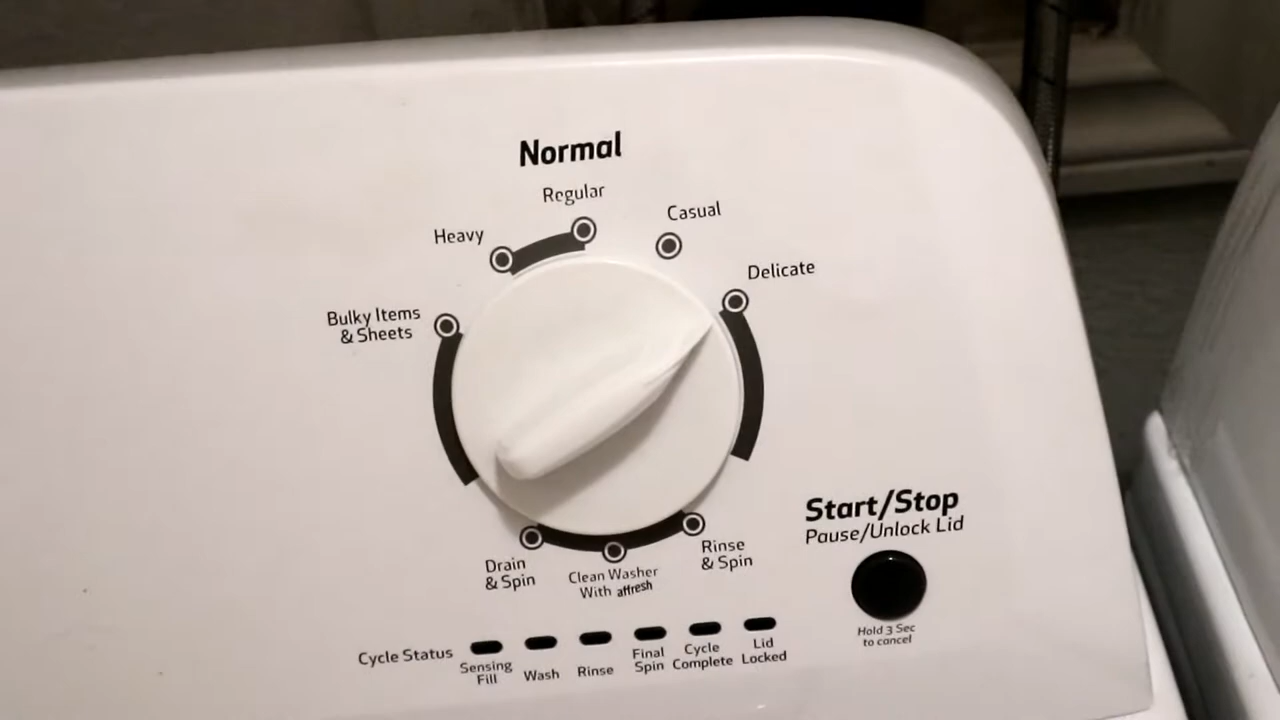 Normal
Regular
Casual
Heavy
Delicate
Bulky Items
& Sheets
Start/Stop
Pause/Unlock Lid
Rinse
& Spin
Drain
& Spin
Clean Washer
With affresh
Hold 3 Sec
to cancel
Cycle Status
Sensing
Fill
Wash
Rinse
Final
Spin
Cycle
Complete
Lid
Locked